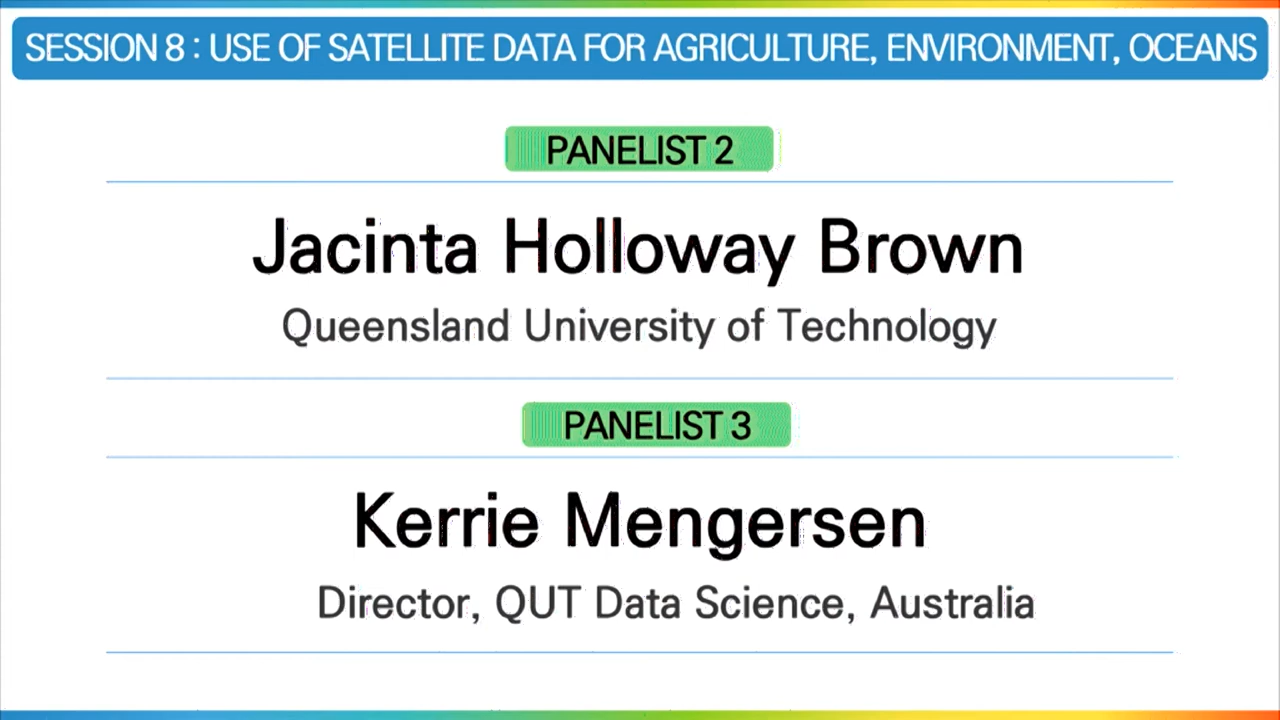 SESSION 8 : USE OF SATELLITE DATA FOR AGRICULTURE, ENVIRONMENT, OCEANS
PANELIST 2
Jacinta Holloway Brown
Queensland University of Technology
PANELIST 3
Kerrie Mengersen
Director, QUT Data Science, Australia